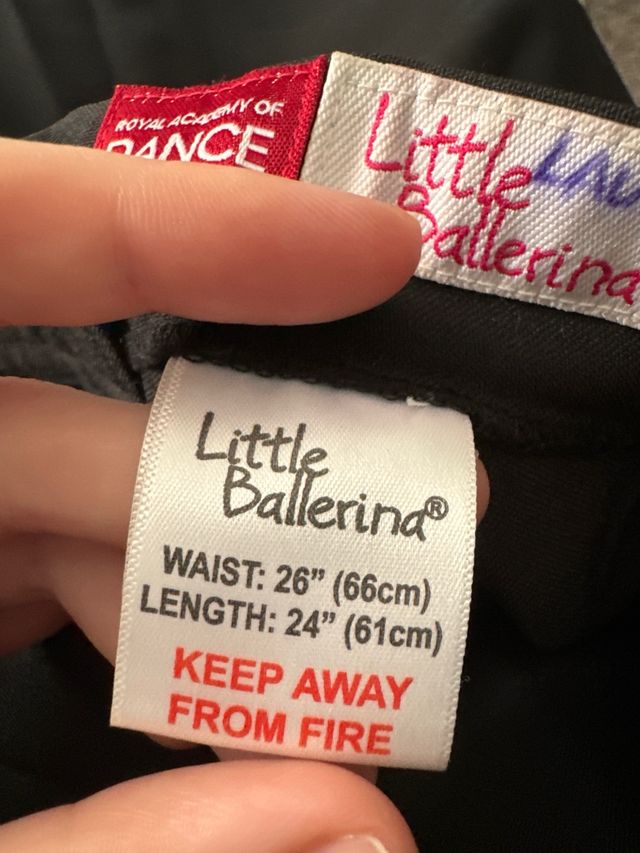 ROYAL ACADEMY OF
DANCE
Little
Ballerina
Little
Ballerina®
WAIST: 26” (66cm)
LENGTH: 24” (61cm)
KEEP AWAY
FROM FIRE